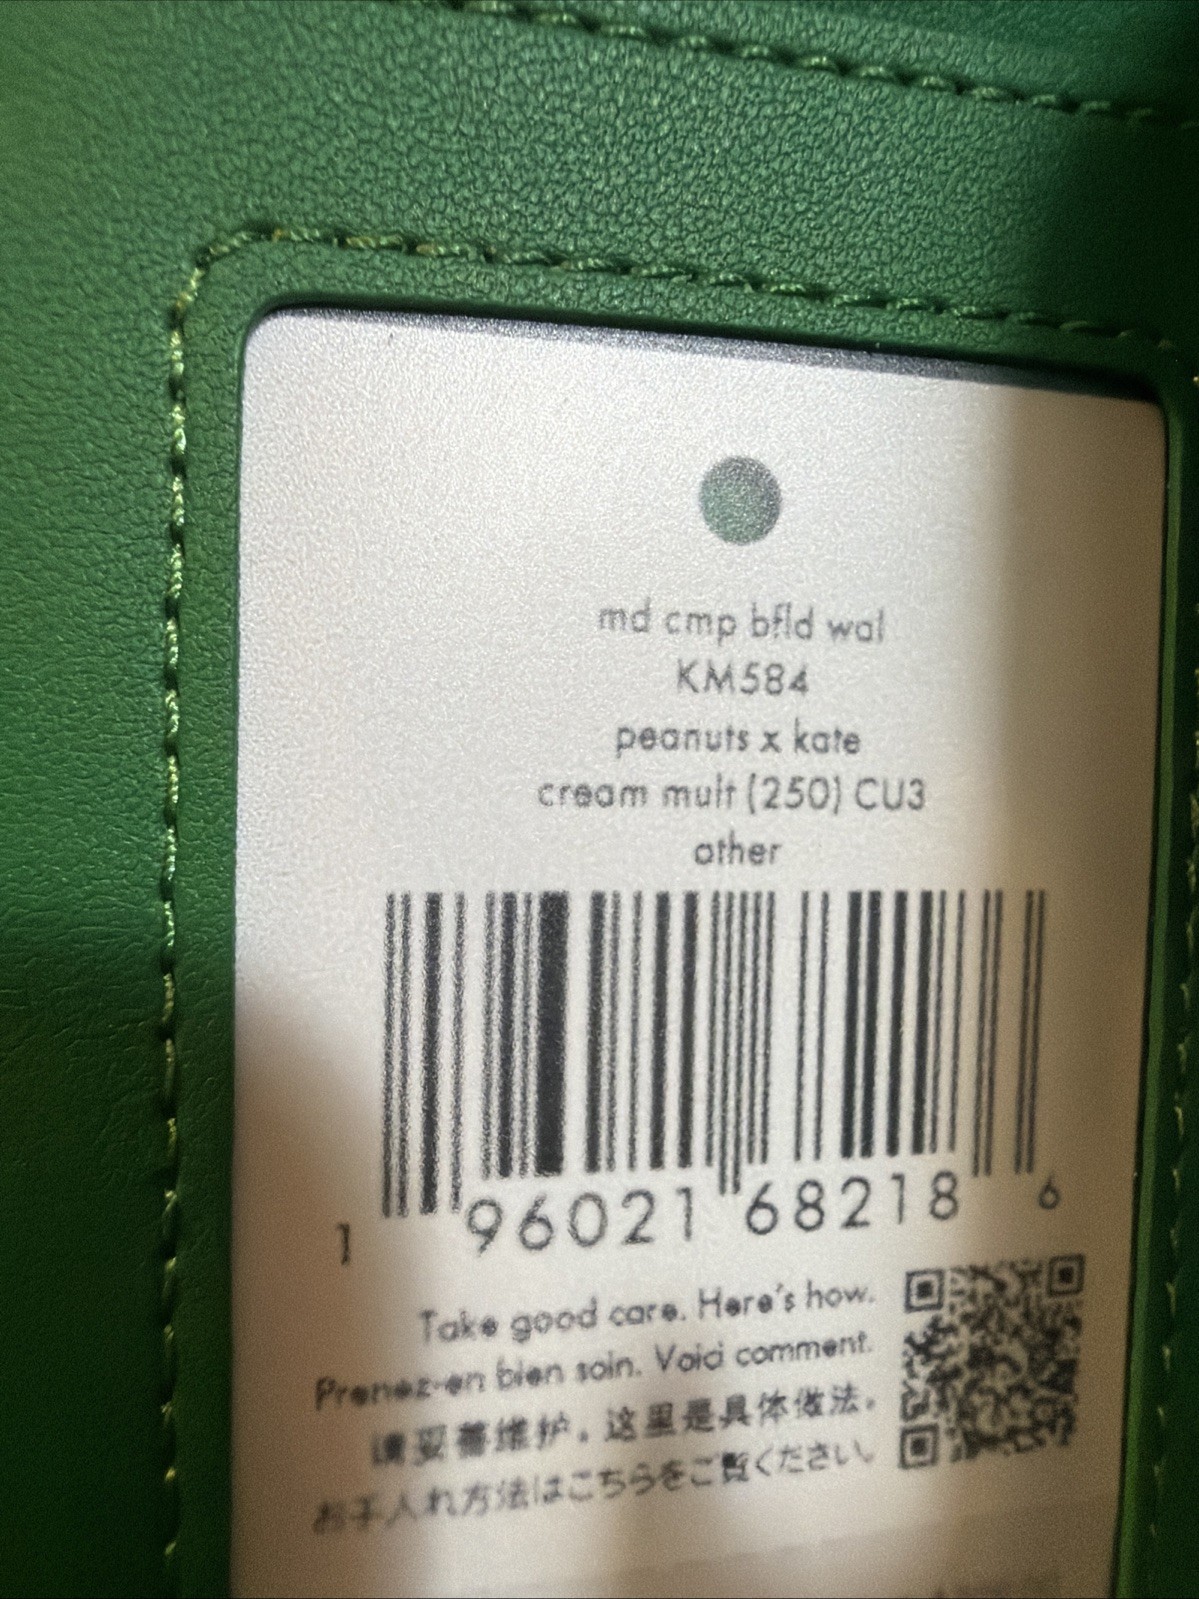 md cmp bfld wal
KM584
peanuts x kate
cream mult (250) CU3
other
1 96021 68218 6
Take good care. Here's how.
Prenez-en bien soin. Voici comment.
请妥善维护。这里是具体做法。
お手入れ方法はこちらをご覧ください。